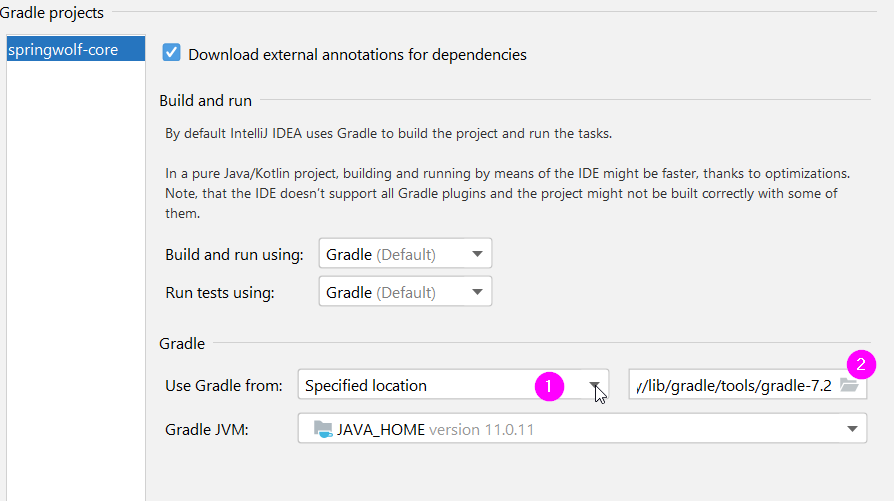 Gradle projects
springwolf-core
Download external annotations for dependencies
Build and run
By default IntelliJ IDEA uses Gradle to build the project and run the tasks.
In a pure Java/Kotlin project, building and running by means of the IDE might be faster, thanks to optimizations.
Note, that the IDE doesn't support all Gradle plugins and the project might not be built correctly with some of
them.
Build and run using: Gradle (Default)
Run tests using: Gradle (Default)
Gradle
2
Use Gradle from: Specified location 1 /lib/gradle/tools/gradle-7.2
Gradle JVM: JAVA_HOME version 11.0.11